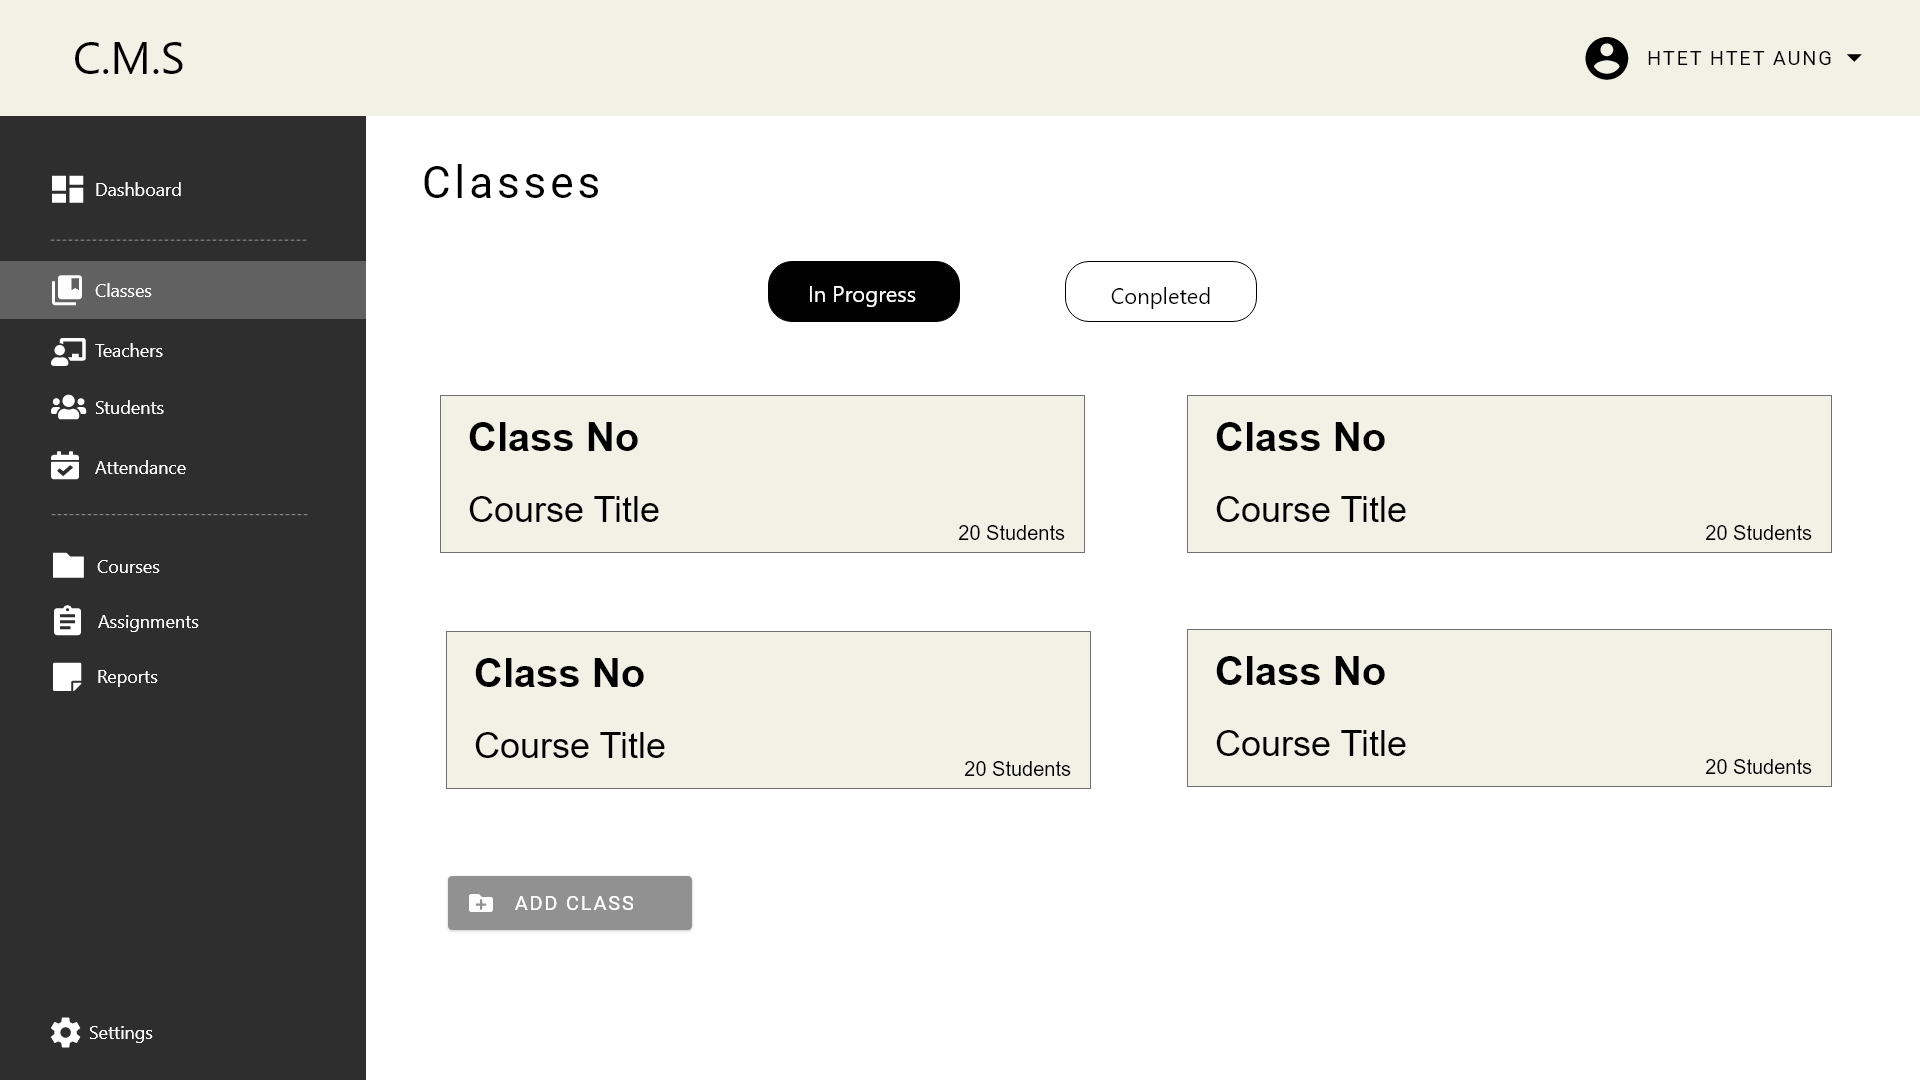 C.M.S
HTET HTET AUNG
Dashboard
Classes
Teachers
Students
Attendance
Courses
Assignments
Reports
Settings
Classes
In Progress
Conpleted
Class No
Course Title
20 Students
Class No
Course Title
20 Students
Class No
Course Title
20 Students
Class No
Course Title
20 Students
ADD CLASS